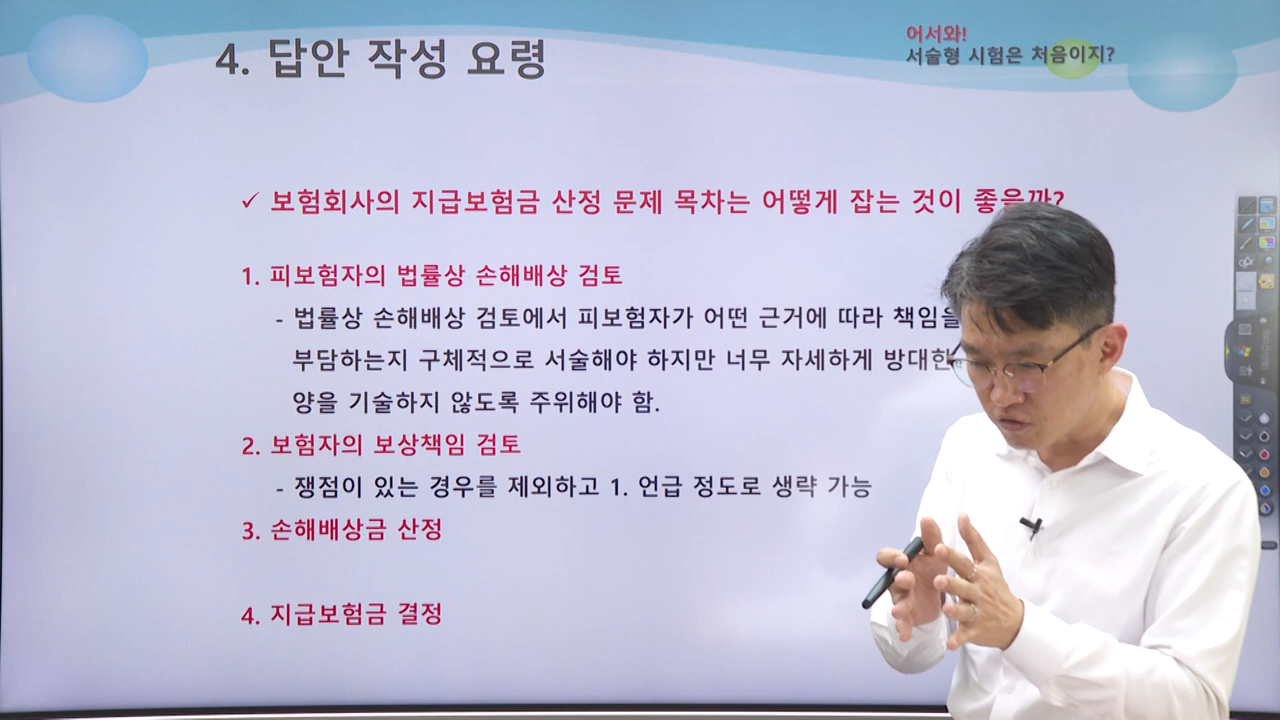 4. 답안 작성 요령
어서와!
서술형 시험은 처음이지?
✓ 보험회사의 지급보험금 산정 문제 목차는 어떻게 잡는 것이 좋을까?
1. 피보험자의 법률상 손해배상 검토
- 법률상 손해배상 검토에서 피보험자가 어떤 근거에 따라 책임을
부담하는지 구체적으로 서술해야 하지만 너무 자세하게 방대한
양을 기술하지 않도록 주위해야 함.
2. 보험자의 보상책임 검토
- 쟁점이 있는 경우를 제외하고 1. 언급 정도로 생략 가능
3. 손해배상금 산정
4. 지급보험금 결정